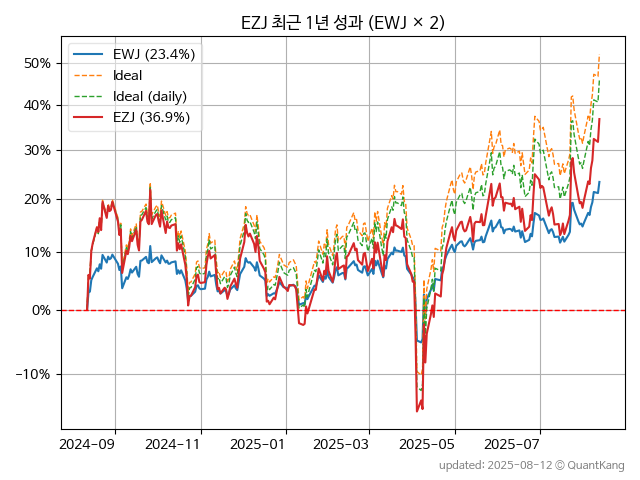 EZJ 최근 1년 성과 (EWJ × 2)
EWJ (23.4%)
Ideal
Ideal (daily)
EZJ (36.9%)
50%
40%
30%
20%
10%
0%
−10%
2024−09
2024−11
2025−01
2025−03
2025−05
2025−07
updated: 2025−08−12 © QuantKang